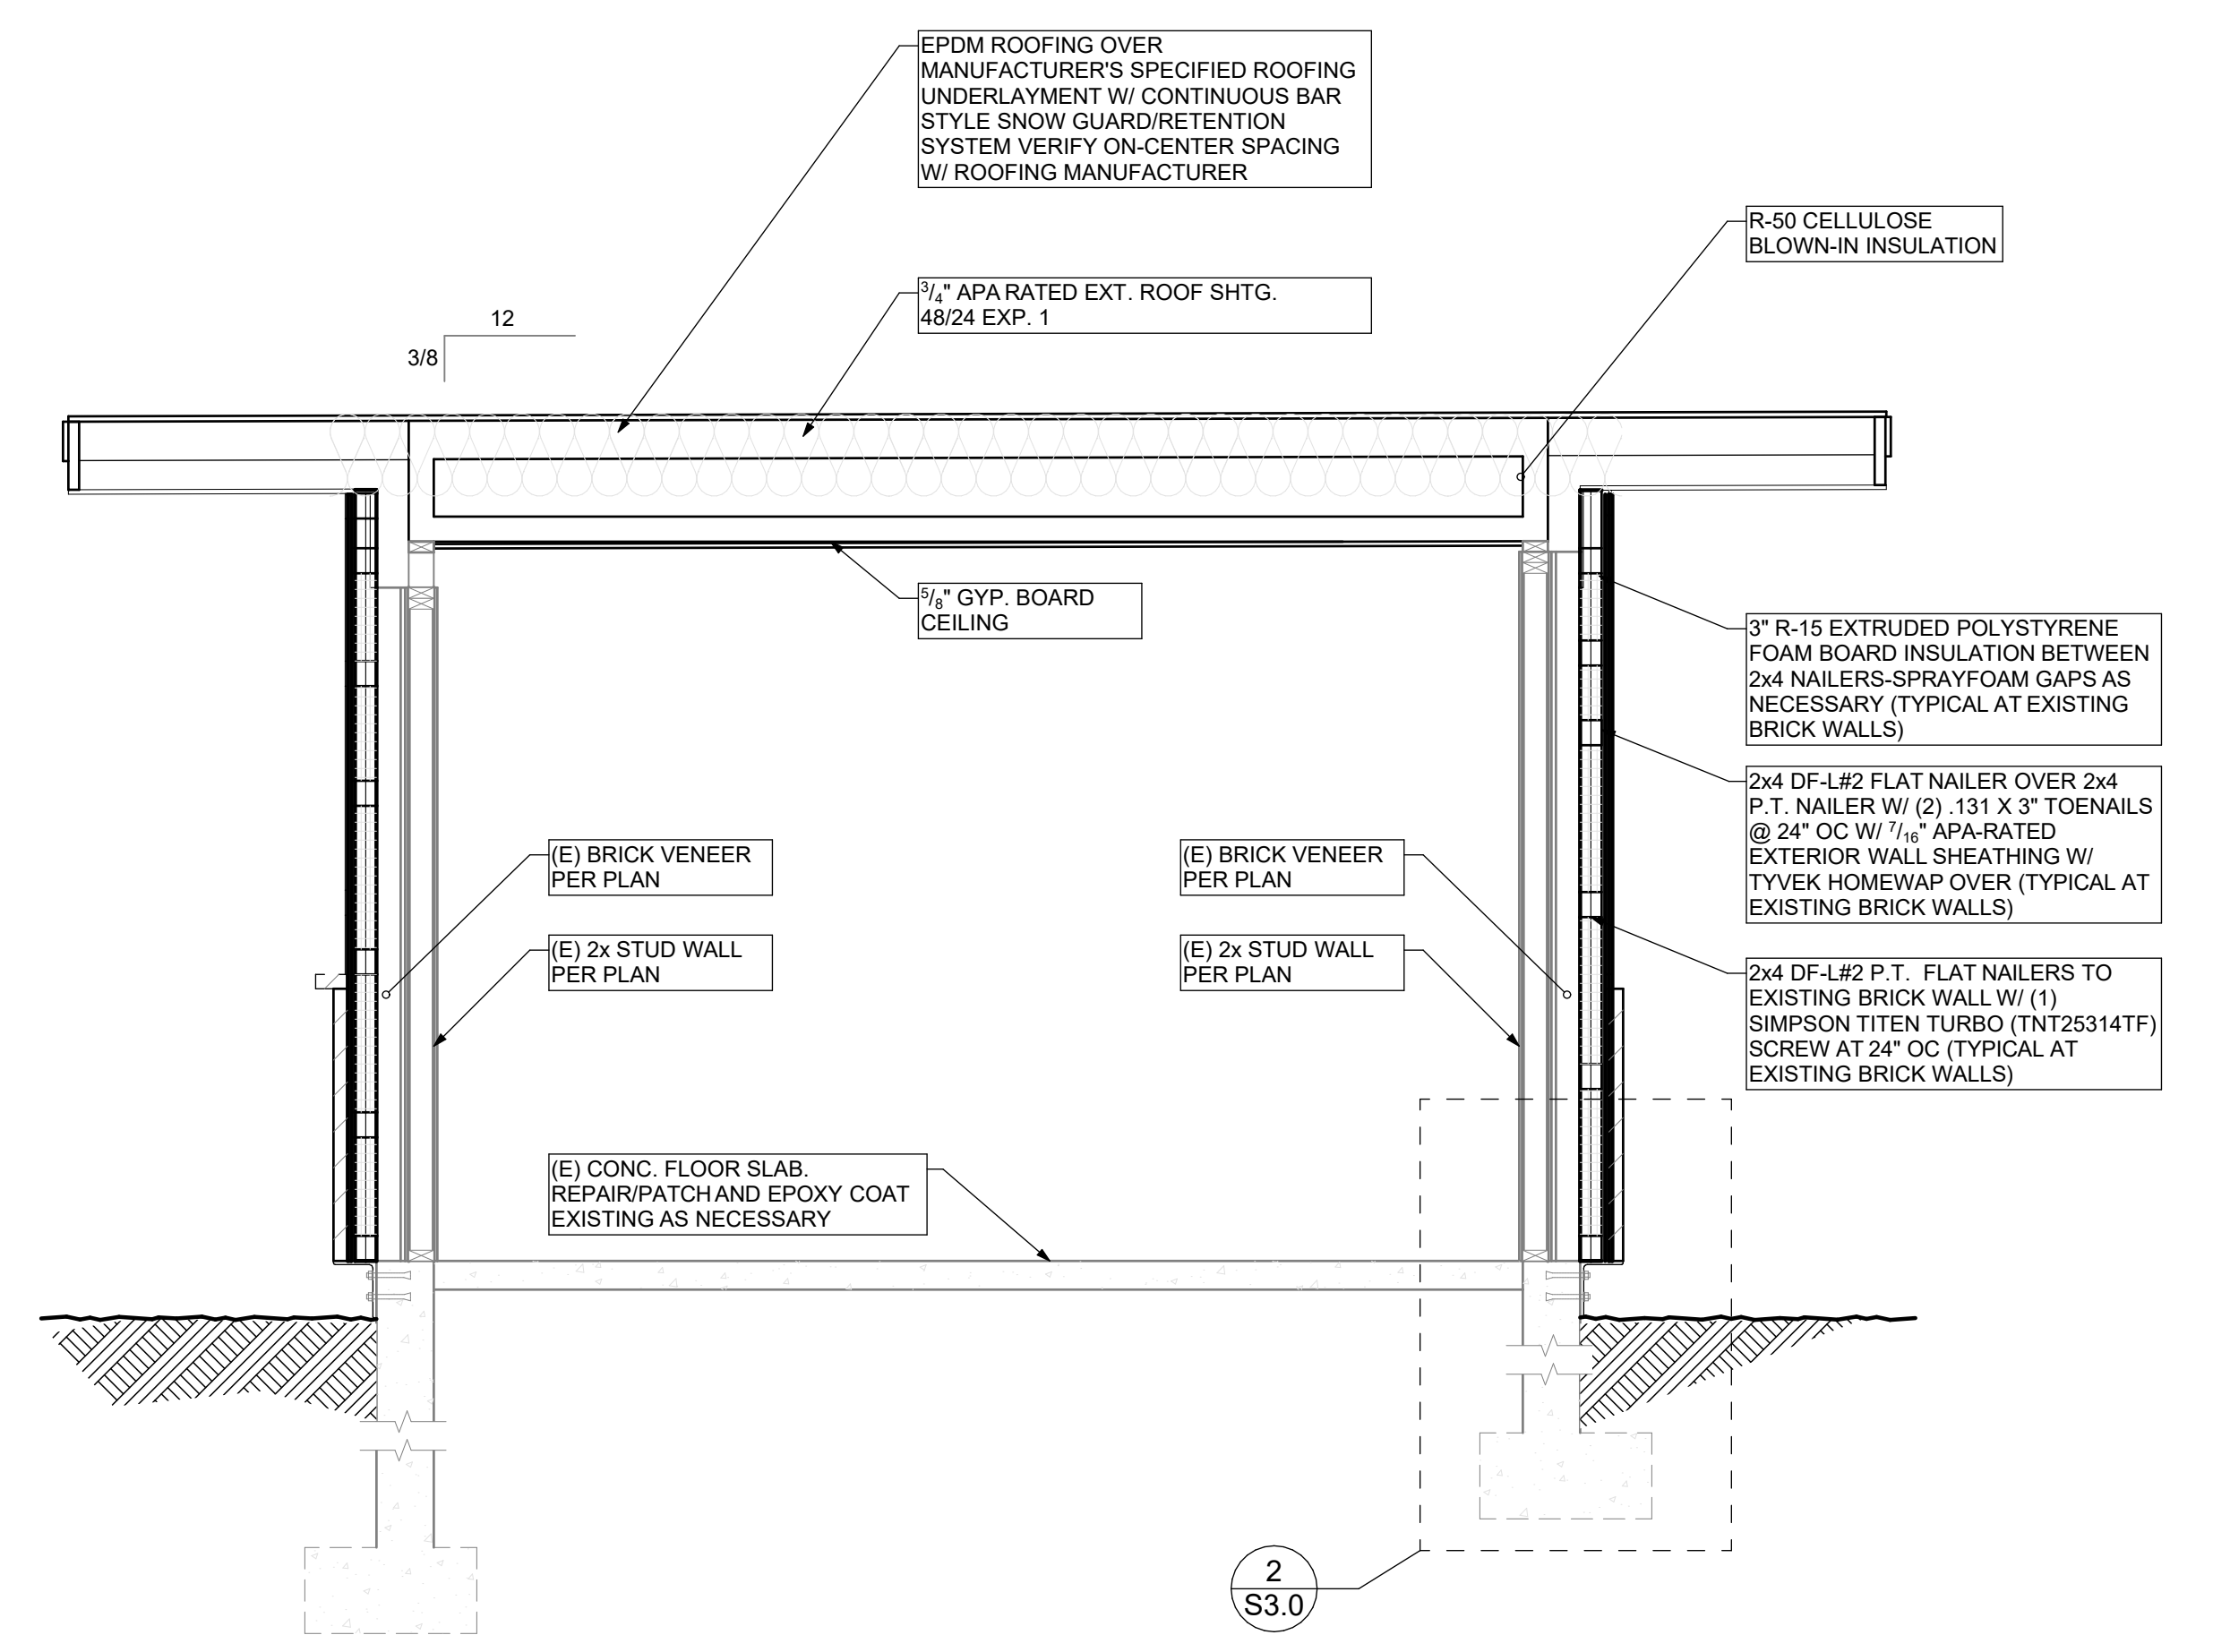 EPDM ROOFING OVER
MANUFACTURER'S SPECIFIED ROOFING
UNDERLAYMENT W/ CONTINUOUS BAR
STYLE SNOW GUARD/RETENTION
SYSTEM VERIFY ON-CENTER SPACING
W/ ROOFING MANUFACTURER
R-50 CELLULOSE
BLOWN-IN INSULATION
3/4" APA RATED EXT. ROOF SHTG.
48/24 EXP. 1
12
3/8
5/8" GYP. BOARD
CEILING
3" R-15 EXTRUDED POLYSTYRENE
FOAM BOARD INSULATION BETWEEN
2x4 NAILERS-SPRAYFOAM GAPS AS
NECESSARY (TYPICAL AT EXISTING
BRICK WALLS)
2x4 DF-L#2 FLAT NAILER OVER 2x4
P.T. NAILER W/ (2) .131 X 3" TOENAILS
@ 24" OC W/ 7/16" APA-RATED
EXTERIOR WALL SHEATHING W/
TYVEK HOMEWAP OVER (TYPICAL AT
EXISTING BRICK WALLS)
(E) BRICK VENEER
PER PLAN
(E) BRICK VENEER
PER PLAN
(E) 2x STUD WALL
PER PLAN
(E) 2x STUD WALL
PER PLAN
2x4 DF-L#2 P.T. FLAT NAILERS TO
EXISTING BRICK WALL W/ (1)
SIMPSON TITEN TURBO (TNT25314TF)
SCREW AT 24" OC (TYPICAL AT
EXISTING BRICK WALLS)
(E) CONC. FLOOR SLAB.
REPAIR/PATCH AND EPOXY COAT
EXISTING AS NECESSARY
2
S3.0